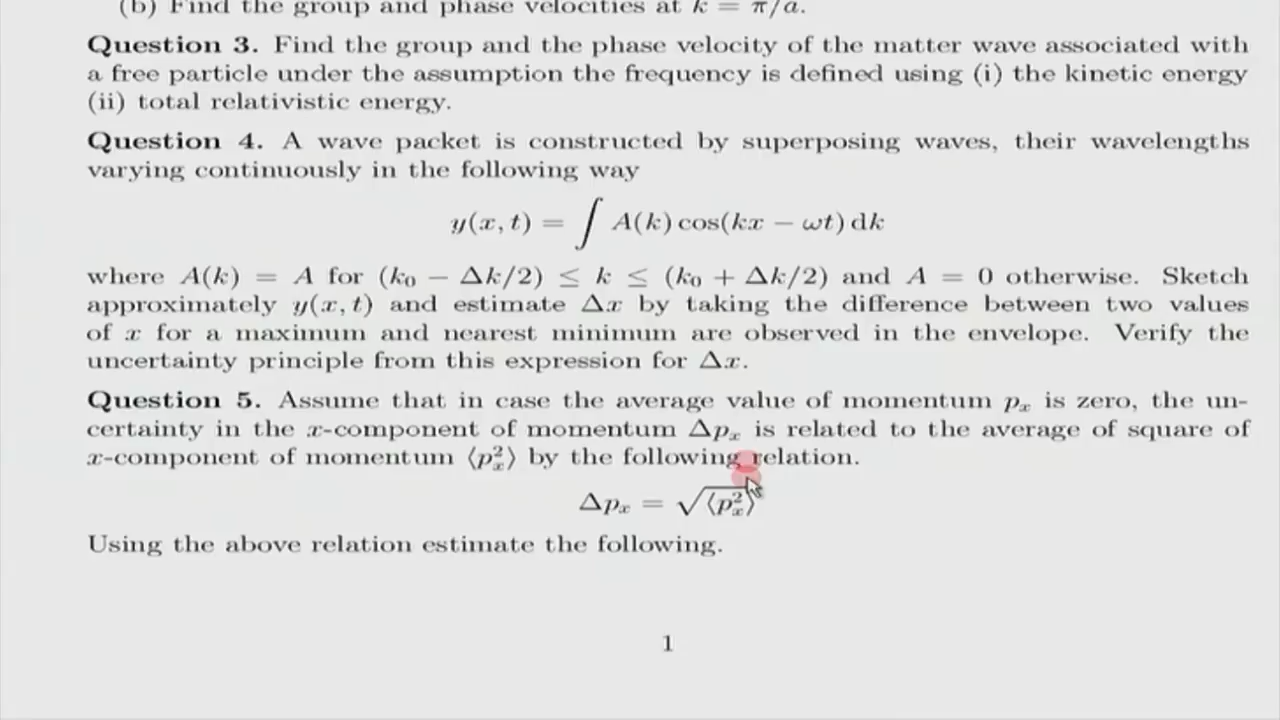 (b) Find the group and phase velocities at k = π/a.
Question 3. Find the group and the phase velocity of the matter wave associated with
a free particle under the assumption the frequency is defined using (i) the kinetic energy
(ii) total relativistic energy.
Question 4. A wave packet is constructed by superposing waves, their wavelengths
varying continuously in the following way
y(x, t) = ∫ A(k) cos(kx − ωt) dk
where A(k) = A for (k₀ − Δk/2) ≤ k ≤ (k₀ + Δk/2) and A = 0 otherwise. Sketch
approximately y(x, t) and estimate Δx by taking the difference between two values
of x for a maximum and nearest minimum are observed in the envelope. Verify the
uncertainty principle from this expression for Δx.
Question 5. Assume that in case the average value of momentum pₓ is zero, the un-
certainty in the x-component of momentum Δpₓ is related to the average of square of
x-component of momentum ⟨pₓ²⟩ by the following relation.
Δpₓ = √⟨pₓ²⟩
Using the above relation estimate the following.
1